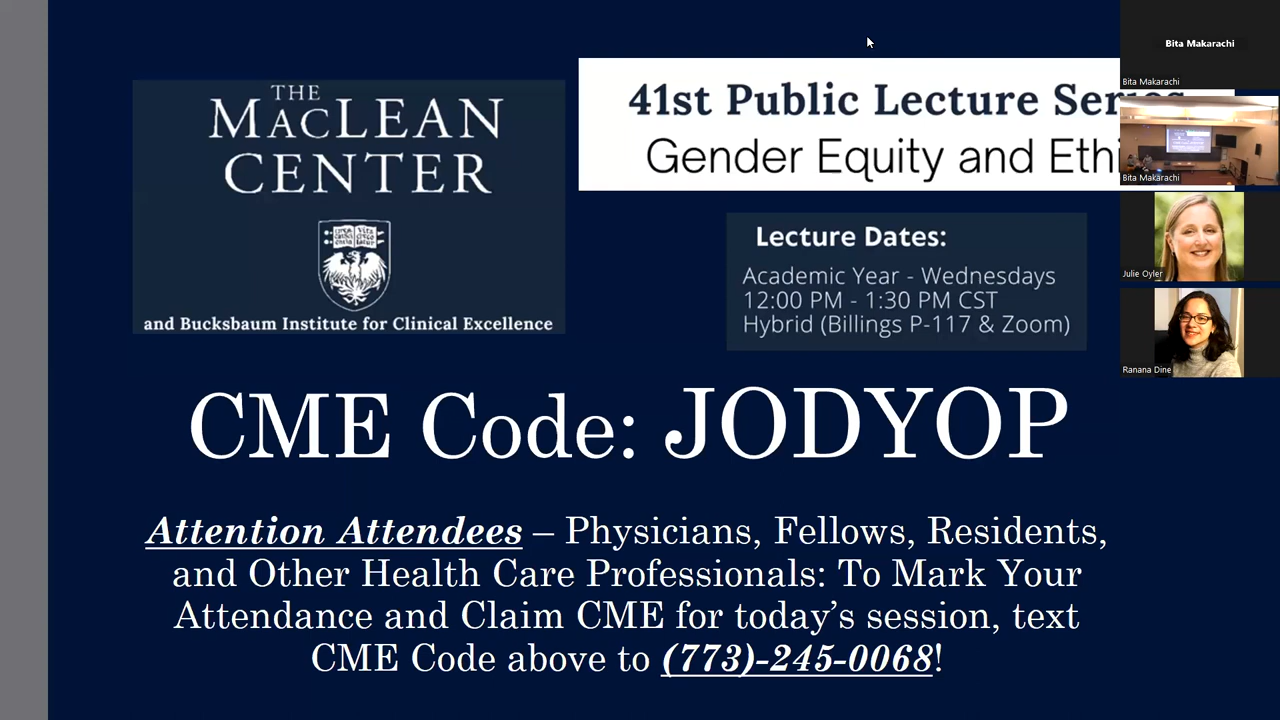 THE
MACLEAN
CENTER
and Bucksbaum Institute for Clinical Excellence
41st Public Lecture Series
Gender Equity and Ethi
Lecture Dates:
Academic Year - Wednesdays
12:00 PM - 1:30 PM CST
Hybrid (Billings P-117 & Zoom)
CME Code: JODYOP
Attention Attendees – Physicians, Fellows, Residents,
and Other Health Care Professionals: To Mark Your
Attendance and Claim CME for today’s session, text
CME Code above to (773)-245-0068!
Bita Makarachi
Bita Makarachi
Bita Makarachi
Julie Oyler
Ranana Dine